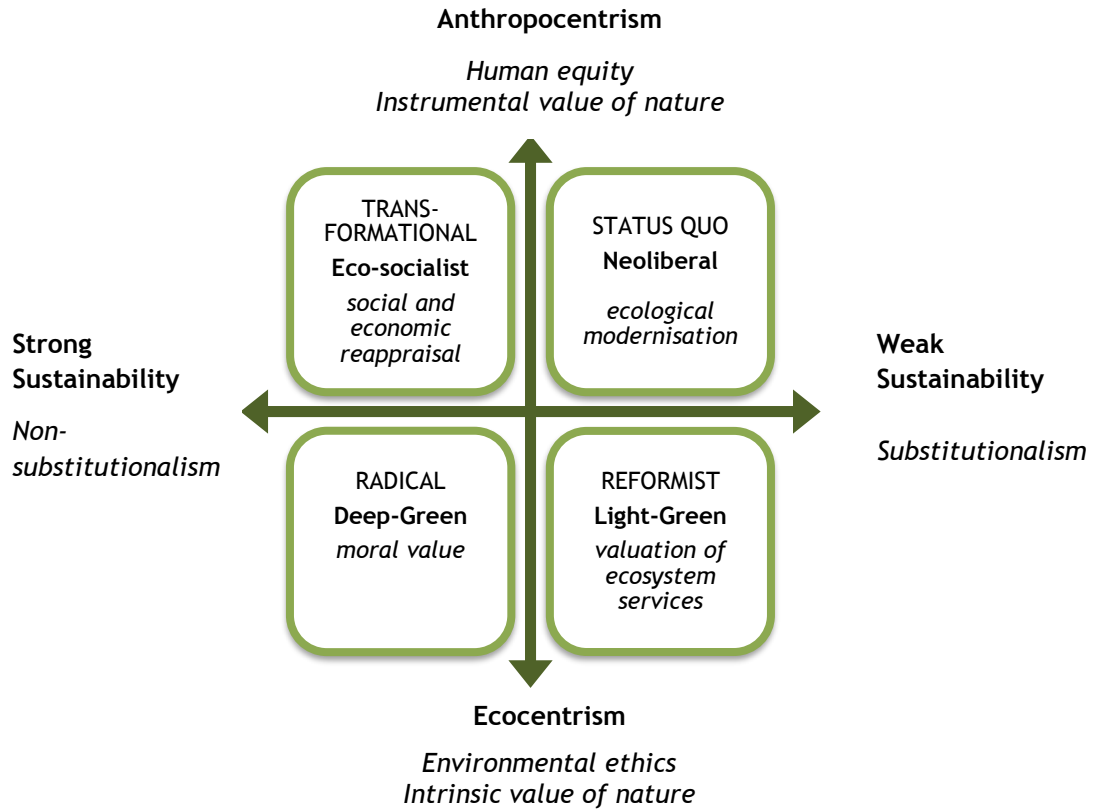 Anthropocentrism
Human equity
Instrumental value of nature
TRANS-
FORMATIONAL
Eco-socialist
social and
economic
reappraisal
STATUS QUO
Neoliberal
ecological
modernisation
Strong
Sustainability
Non-
substitutionalism
Weak
Sustainability
Substitutionalism
RADICAL
Deep-Green
moral value
REFORMIST
Light-Green
valuation of
ecosystem
services
Ecocentrism
Environmental ethics
Intrinsic value of nature